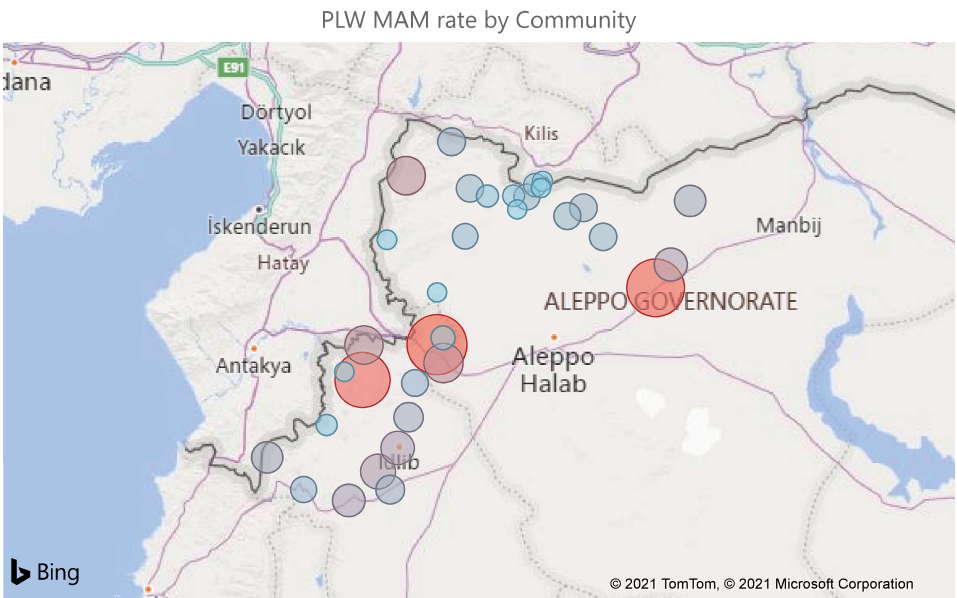 PLW MAM rate by Community
E91
dana
Dörtyol
Kilis
Yakacık
İskenderun
Manbij
Hatay
ALEPPO GOVERNORATE
Antakya
Aleppo
Halab
Idlib
Bing
© 2021 TomTom, © 2021 Microsoft Corporation